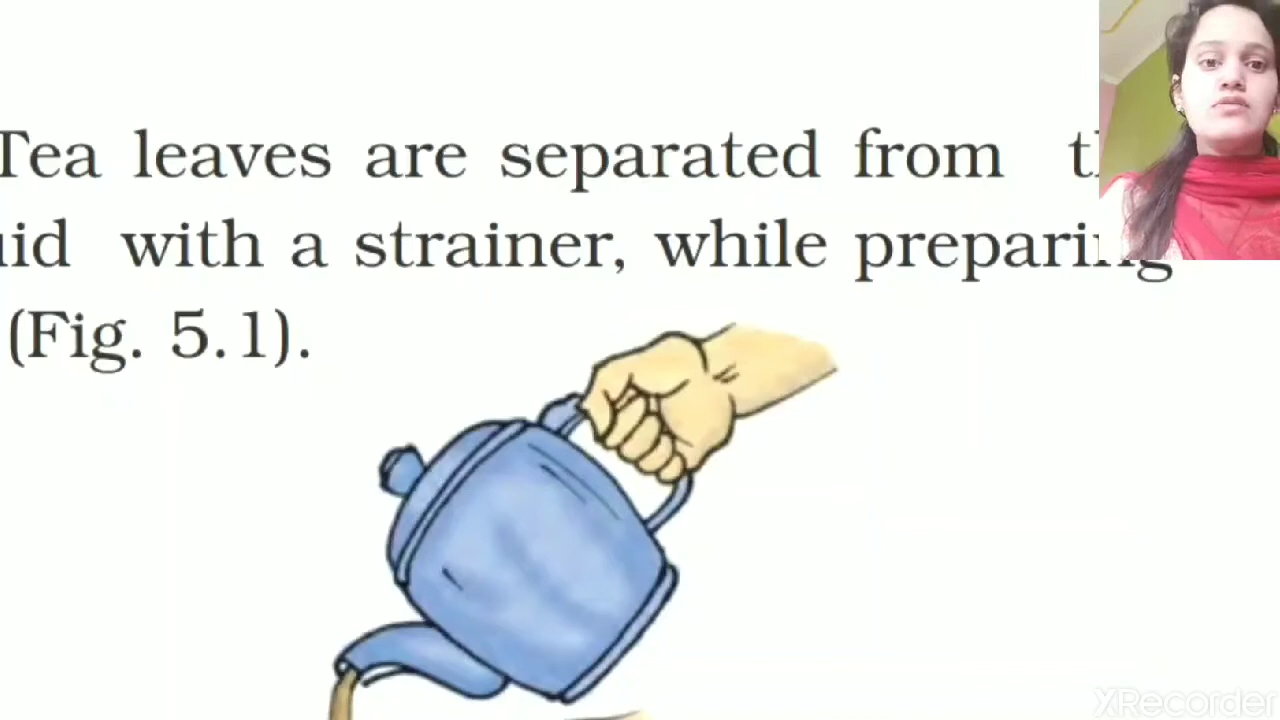 Tea leaves are separated from
with a strainer, while preparing
(Fig. 5.1).
XRecorder